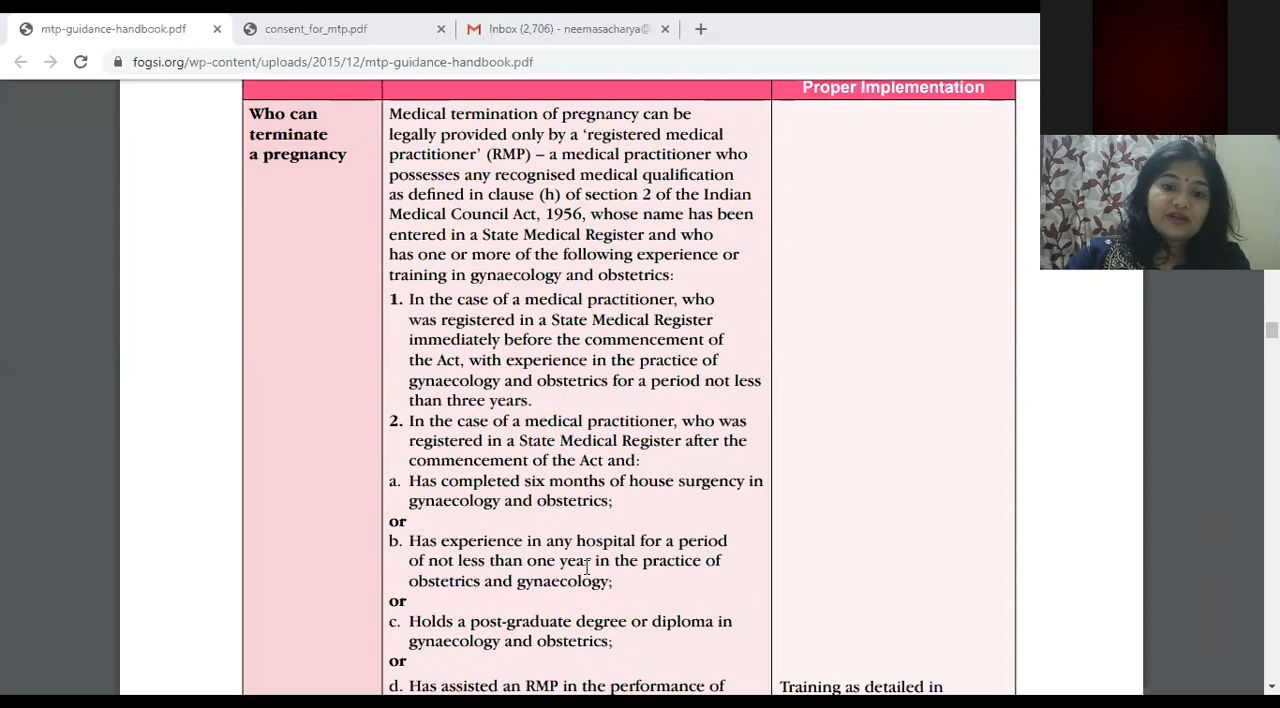 mtp-guidance-handbook.pdf
consent_for_mtp.pdf
Inbox (2,706) - neemasacharya@
fogsi.org/wp-content/uploads/2015/12/mtp-guidance-handbook.pdf
Proper Implementation
Who can
terminate
a pregnancy
Medical termination of pregnancy can be
legally provided only by a ‘registered medical
practitioner’ (RMP) – a medical practitioner who
possesses any recognised medical qualification
as defined in clause (h) of section 2 of the Indian
Medical Council Act, 1956, whose name has been
entered in a State Medical Register and who
has one or more of the following experience or
training in gynaecology and obstetrics:
1. In the case of a medical practitioner, who
was registered in a State Medical Register
immediately before the commencement of
the Act, with experience in the practice of
gynaecology and obstetrics for a period not less
than three years.
2. In the case of a medical practitioner, who was
registered in a State Medical Register after the
commencement of the Act and:
a. Has completed six months of house surgency in
gynaecology and obstetrics;
or
b. Has experience in any hospital for a period
of not less than one year in the practice of
obstetrics and gynaecology;
or
c. Holds a post-graduate degree or diploma in
gynaecology and obstetrics;
or
d. Has assisted an RMP in the performance of
Training as detailed in